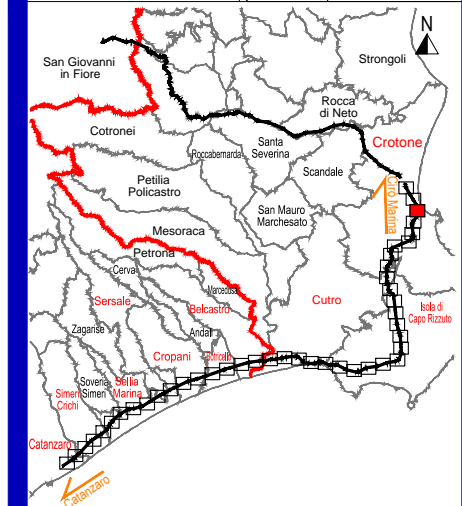 N
Strongoli
San Giovanni
in Fiore
Rocca
di Neto
Cotronei
Crotone
Santa
Severina
Roccabernarda
Scandale
Petilia
Policastro
Ciro Marina
San Mauro
Marchesato
Mesoraca
Petrona
Cerva
Marcedusa
Sersale
Belcastro
Cutro
Isola di
Capo Rizzuto
Zagarise
Andali
Cropani
Botricello
Soveria
Simeri
Sellia
Marina
Simeri
Crichi
Catanzaro
Catanzaro